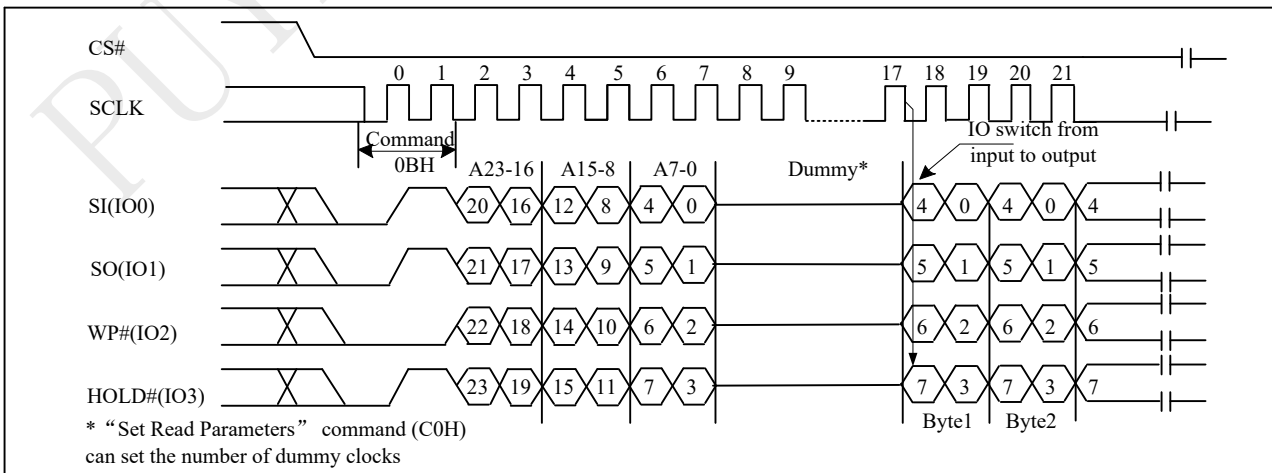 PUY
CS#
0 1 2 3 4 5 6 7 8 9 17 18 19 20 21
SCLK
Command
0BH
IO switch from
input to output
A23-16 A15-8 A7-0 Dummy*
SI(IO0) 20 16 12 8 4 0 4 0 4 0 4
SO(IO1) 21 17 13 9 5 1 5 1 5 1 5
WP#(IO2) 22 18 14 10 6 2 6 2 6 2 6
HOLD#(IO3) 23 19 15 11 7 3 7 3 7 3 7
Byte1 Byte2
* “Set Read Parameters” command (C0H)
can set the number of dummy clocks